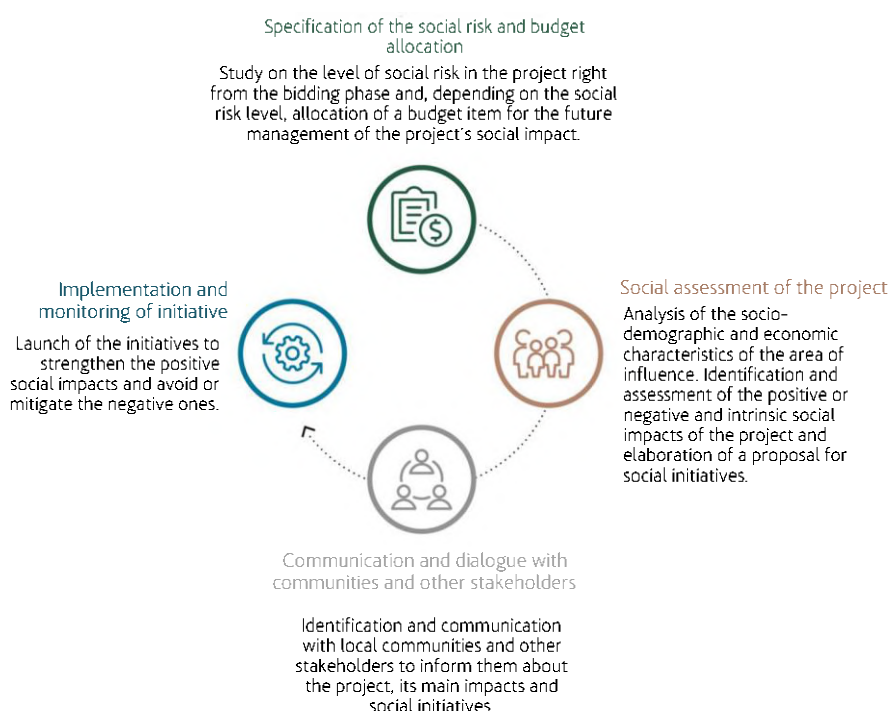 Specification of the social risk and budget
allocation
Study on the level of social risk in the project right
from the bidding phase and, depending on the social
risk level, allocation of a budget item for the future
management of the project´s social impact.
$
Social assessment of the project
Analysis of the socio-
demographic and economic
characteristics of the area of
influence. Identification and
assessment of the positive or
negative and intrinsic social
impacts of the project and
elaboration of a proposal for
social initiatives.
Communication and dialogue with
communities and other stakeholders
Identification and communication
with local communities and other
stakeholders to inform them about
the project, its main impacts and
social initiatives
Implementation and
monitoring of initiative
Launch of the initiatives to
strengthen the positive
social impacts and avoid or
mitigate the negative ones.